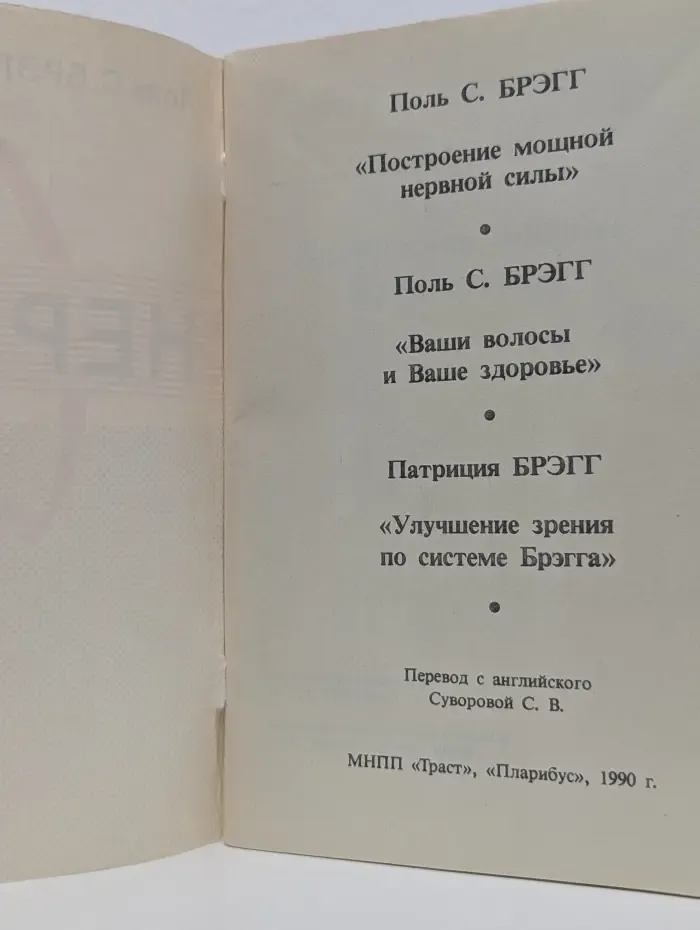 Поль С. БРЭГГ
«Построение мощной
нервной силы»
•
Поль С. БРЭГГ
«Ваши волосы
и Ваше здоровье»
•
Патриция БРЭГГ
«Улучшение зрения
по системе Брэгга»
•
Перевод с английского
Суворовой С. В.
МНПП «Траст», «Пларибус», 1990 г.